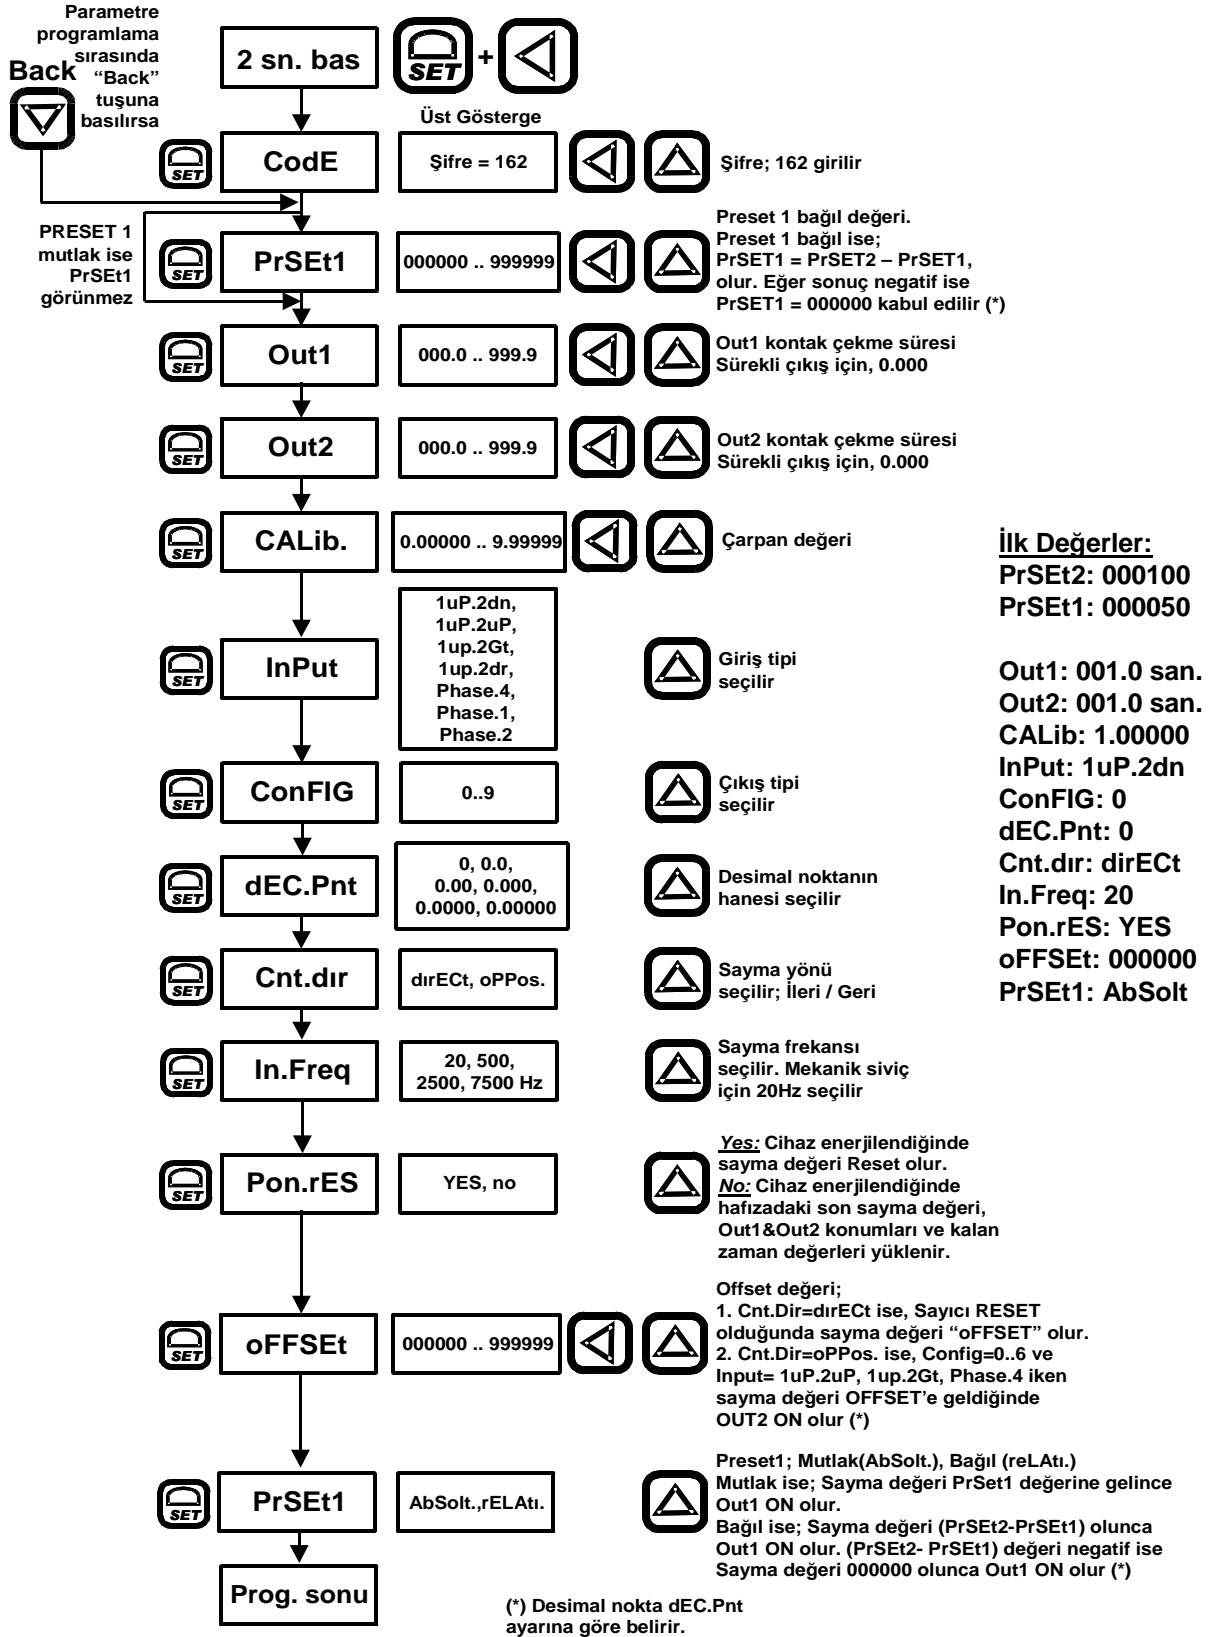 Parametre
programlama
sırasında
Back “Back”
tuşuna
basılırsa
2 sn. bas
SET
+
Üst Gösterge
SET
CodE
Şifre = 162
Şifre; 162 girilir
PRESET 1
mutlak ise
PrSEt1
görünmez
SET
PrSEt1
000000 .. 999999
Preset 1 bağıl değeri.
Preset 1 bağıl ise;
PrSET1 = PrSET2 – PrSET1,
olur. Eğer sonuç negatif ise
PrSET1 = 000000 kabul edilir (*)
SET
Out1
000.0 .. 999.9
Out1 kontak çekme süresi
Sürekli çıkış için, 0.000
SET
Out2
000.0 .. 999.9
Out2 kontak çekme süresi
Sürekli çıkış için, 0.000
SET
CALib.
0.00000 .. 9.99999
Çarpan değeri
SET
InPut
1uP.2dn,
1uP.2uP,
1up.2Gt,
1up.2dr,
Phase.4,
Phase.1,
Phase.2
Giriş tipi
seçilir
SET
ConFIG
0..9
Çıkış tipi
seçilir
SET
dEC.Pnt
0, 0.0,
0.00, 0.000,
0.0000, 0.00000
Desimal noktanın
hanesi seçilir
SET
Cnt.dır
dırECt, oPPos.
Sayma yönü
seçilir; İleri / Geri
SET
In.Freq
20, 500,
2500, 7500 Hz
Sayma frekansı
seçilir. Mekanik siviç
için 20Hz seçilir
SET
Pon.rES
YES, no
Yes: Cihaz enerjilendiğinde
sayma değeri Reset olur.
No: Cihaz enerjilendiğinde
hafızadaki son sayma değeri,
Out1&Out2 konumları ve kalan
zaman değerleri yüklenir.
SET
oFFSEt
000000 .. 999999
Offset değeri;
1. Cnt.Dir=dırECt ise, Sayıcı RESET
olduğunda sayma değeri “oFFSET” olur.
2. Cnt.Dir=oPPos. ise, Config=0..6 ve
Input= 1uP.2uP, 1up.2Gt, Phase.4 iken
sayma değeri OFFSET’e geldiğinde
OUT2 ON olur (*)
SET
PrSEt1
AbSolt.,rELAtı.
Preset1; Mutlak(AbSolt.), Bağıl (reLAtı.)
Mutlak ise; Sayma değeri PrSet1 değerine gelince
Out1 ON olur.
Bağıl ise; Sayma değeri (PrSEt2-PrSEt1) olunca
Out1 ON olur. (PrSEt2- PrSEt1) değeri negatif ise
Sayma değeri 000000 olunca Out1 ON olur (*)
Prog. sonu
(*) Desimal nokta dEC.Pnt
ayarına göre belirir.
İlk Değerler:
PrSEt2: 000100
PrSEt1: 000050
Out1: 001.0 san.
Out2: 001.0 san.
CALib: 1.00000
InPut: 1uP.2dn
ConFIG: 0
dEC.Pnt: 0
Cnt.dır: dirECt
In.Freq: 20
Pon.rES: YES
oFFSEt: 000000
PrSEt1: AbSolt